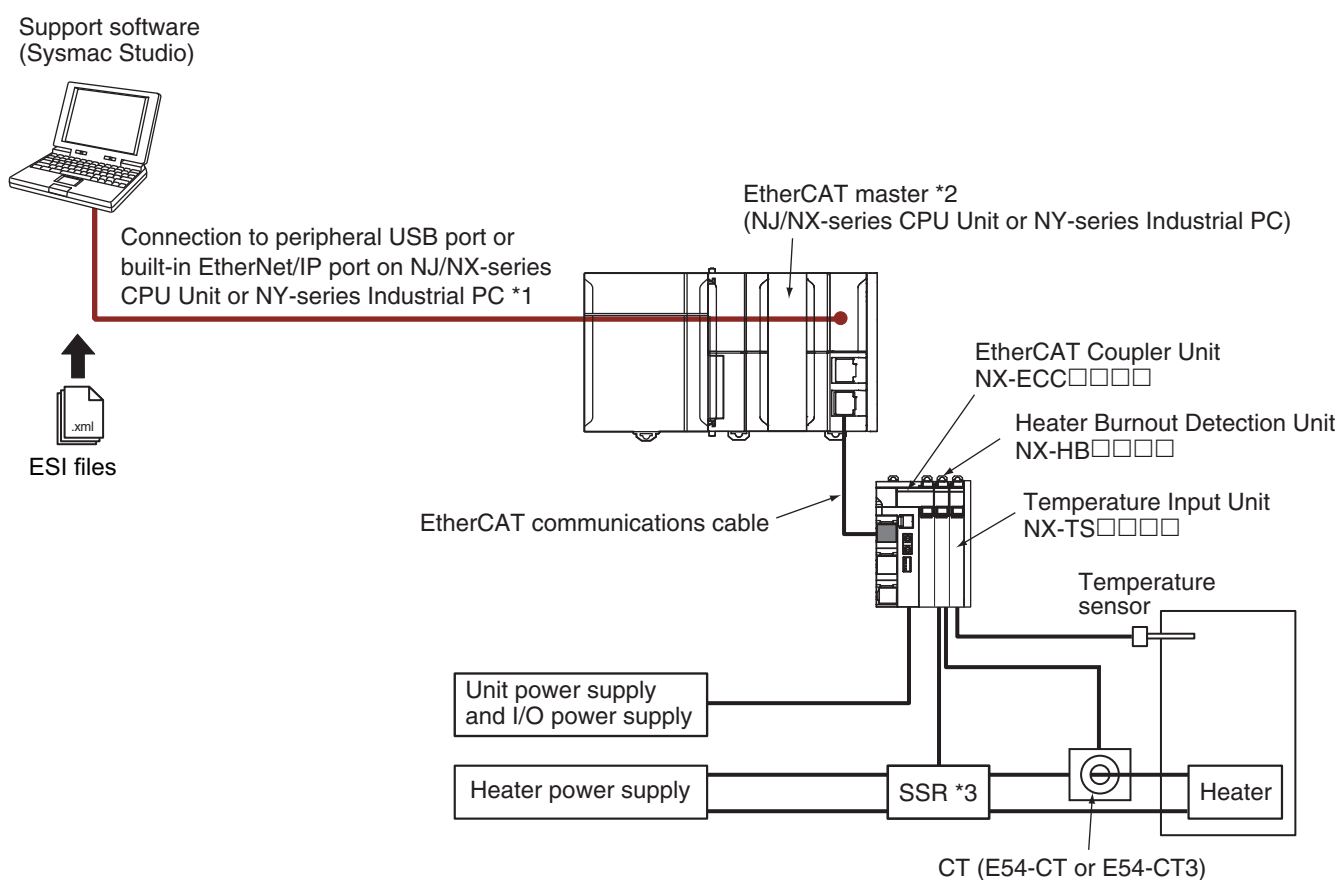 Support software
(Sysmac Studio)
EtherCAT master *2
(NJ/NX-series CPU Unit or NY-series Industrial PC)
Connection to peripheral USB port or
built-in EtherNet/IP port on NJ/NX-series
CPU Unit or NY-series Industrial PC *1
EtherCAT Coupler Unit
NX-ECC□□□□
.xml
ESI files
Heater Burnout Detection Unit
NX-HB□□□□
EtherCAT communications cable
Temperature Input Unit
NX-TS□□□□
Temperature
sensor
Unit power supply
and I/O power supply
Heater power supply
SSR *3
Heater
CT (E54-CT or E54-CT3)